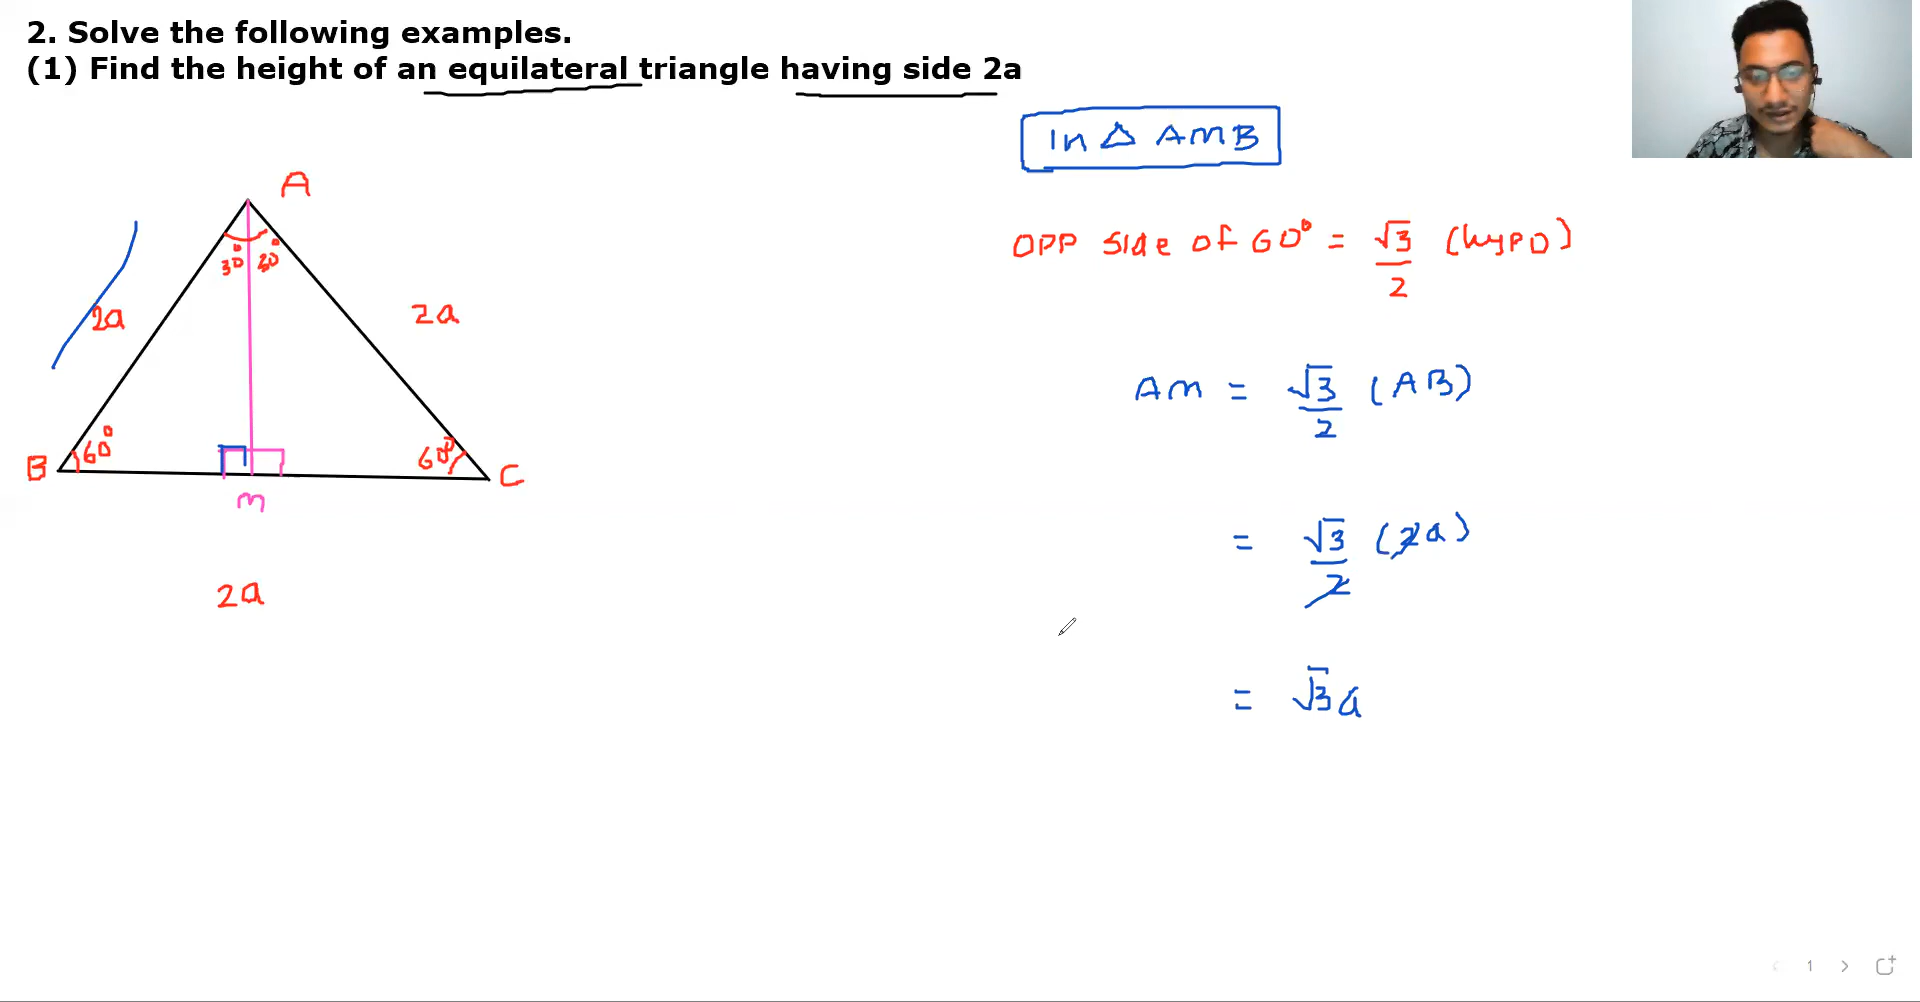 2. Solve the following examples.
(1) Find the height of an equilateral triangle having side 2a
In △ AMB
A
30° 30°
OPP side of 60° = √3/2 (hypo)
2a
2a
AM = √3/2 (AB)
B
60°
60°
C
M
= √3/2 (2a)
2a
= √3a
1